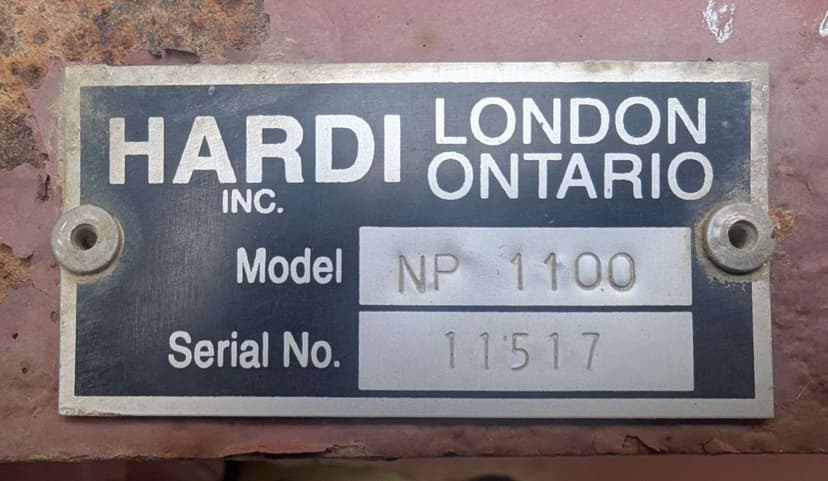 HARDI LONDON
INC. ONTARIO
Model NP 1100
Serial No. 11517